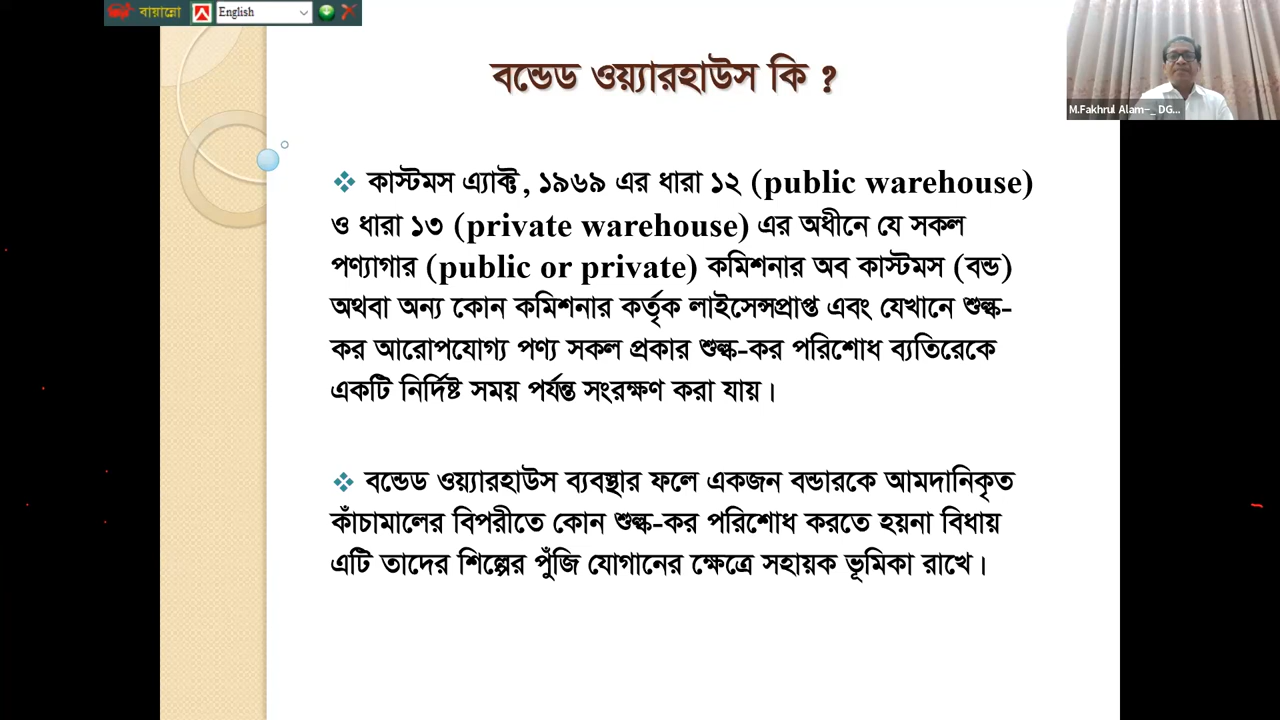 বায়ান্নো
English
বন্ডেড ওয়্যারহাউস কি ?
M.Fakhrul Alam-_ DG...
❖ কাস্টমস এ্যাক্ট, ১৯৬৯ এর ধারা ১২ (public warehouse)
ও ধারা ১৩ (private warehouse) এর অধীনে যে সকল
পণ্যাগার (public or private) কমিশনার অব কাস্টমস (বন্ড)
অথবা অন্য কোন কমিশনার কর্তৃক লাইসেন্সপ্রাপ্ত এবং যেখানে শুল্ক-
কর আরোপযোগ্য পণ্য সকল প্রকার শুল্ক-কর পরিশোধ ব্যতিরেকে
একটি নির্দিষ্ট সময় পর্যন্ত সংরক্ষণ করা যায়।
❖ বন্ডেড ওয়্যারহাউস ব্যবস্থার ফলে একজন বন্ডারকে আমদানিকৃত
কাঁচামালের বিপরীতে কোন শুল্ক-কর পরিশোধ করতে হয়না বিধায়
এটি তাদের শিল্পের পুঁজি যোগানের ক্ষেত্রে সহায়ক ভূমিকা রাখে।